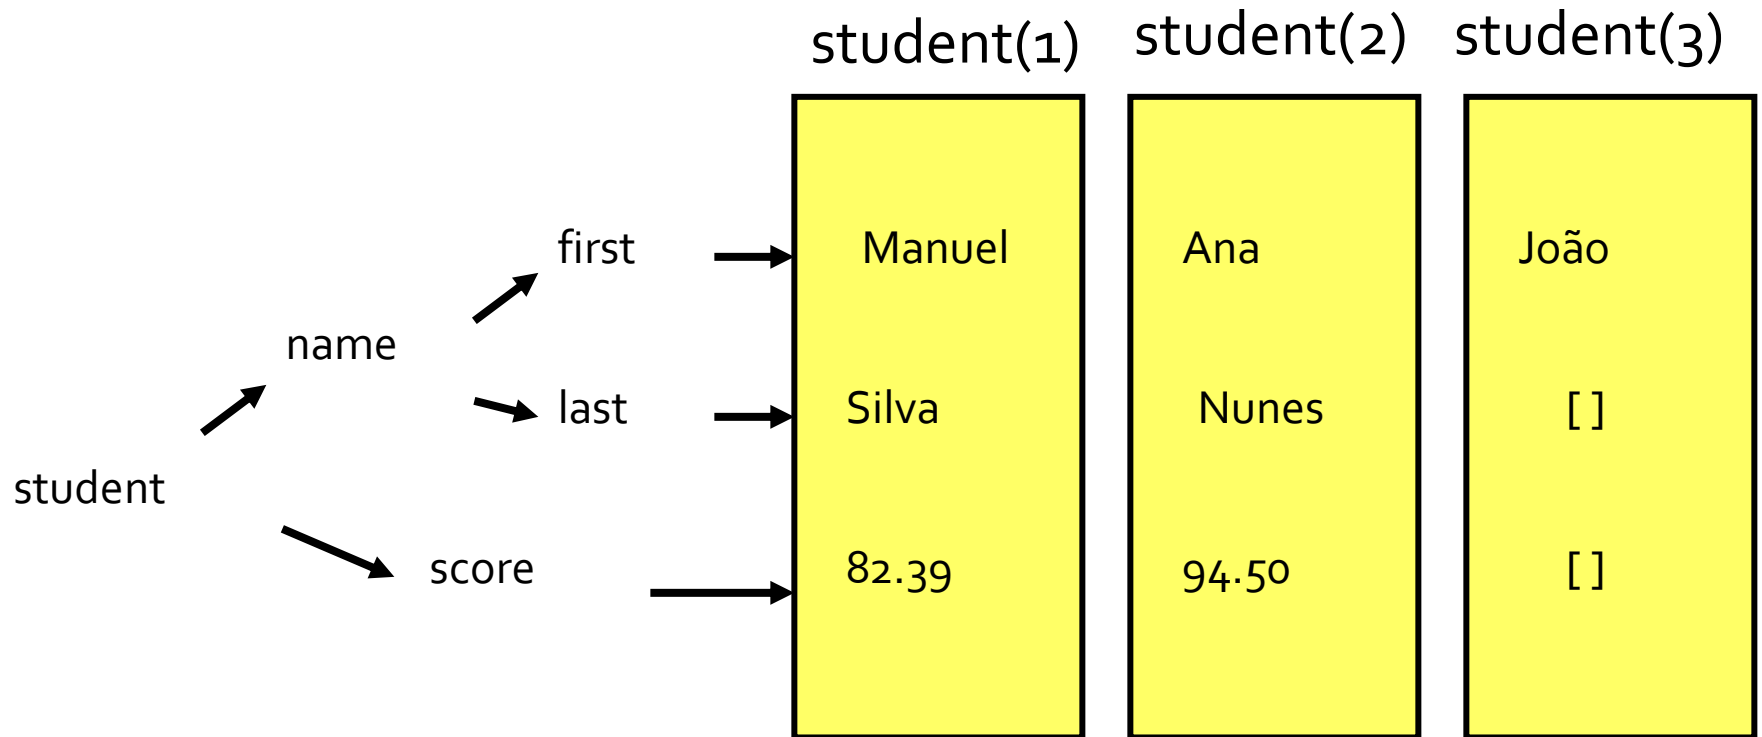 student(1) student(2) student(3)
first Manuel Ana João
name
last Silva Nunes [ ]
student
score 82.39 94.50 [ ]